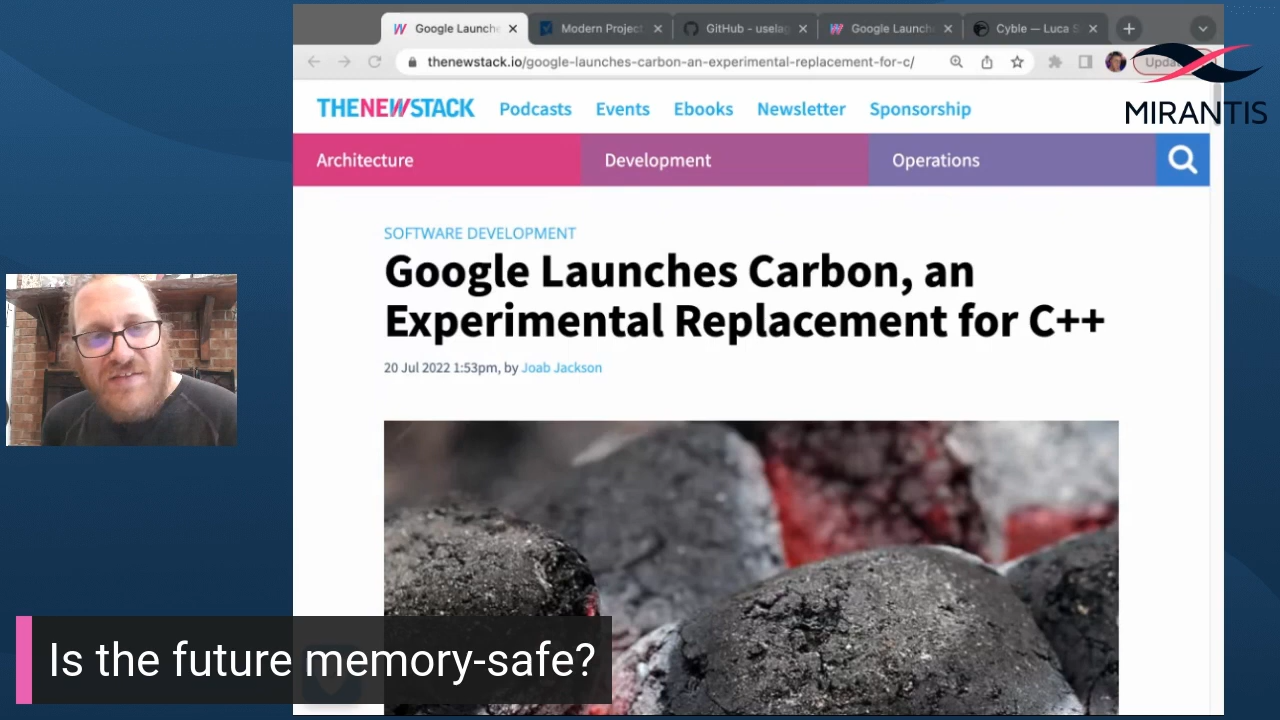 Google Launche
Modern Project
GitHub - uselag
Google Launch
Cyble — Luca S
thenewstack.io/google-launches-carbon-an-experimental-replacement-for-c/
Upda
MIRANTIS
THENEWSTACK
Podcasts
Events
Ebooks
Newsletter
Sponsorship
Architecture
Development
Operations
SOFTWARE DEVELOPMENT
Google Launches Carbon, an
Experimental Replacement for C++
20 Jul 2022 1:53pm, by Joab Jackson
Is the future memory-safe?